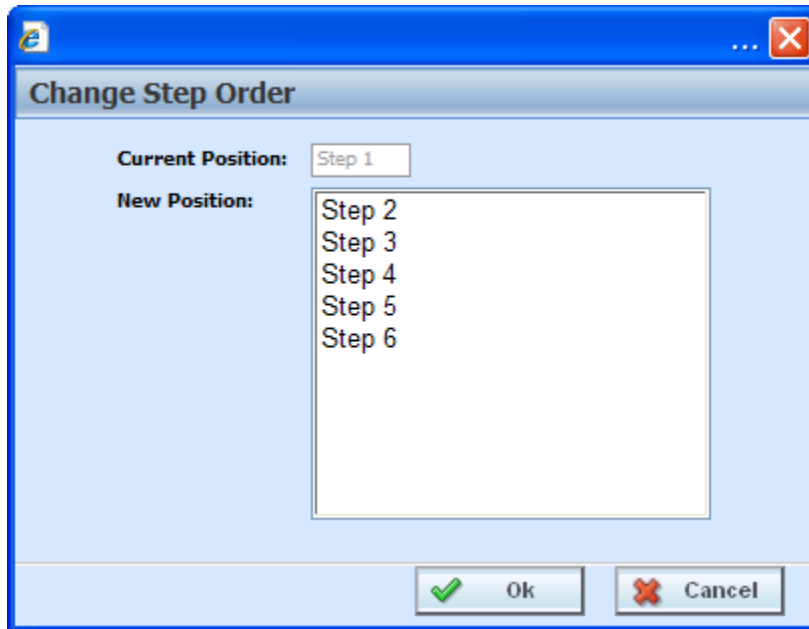 ...
Change Step Order
Current Position: Step 1
New Position:
Step 2
Step 3
Step 4
Step 5
Step 6
Ok Cancel